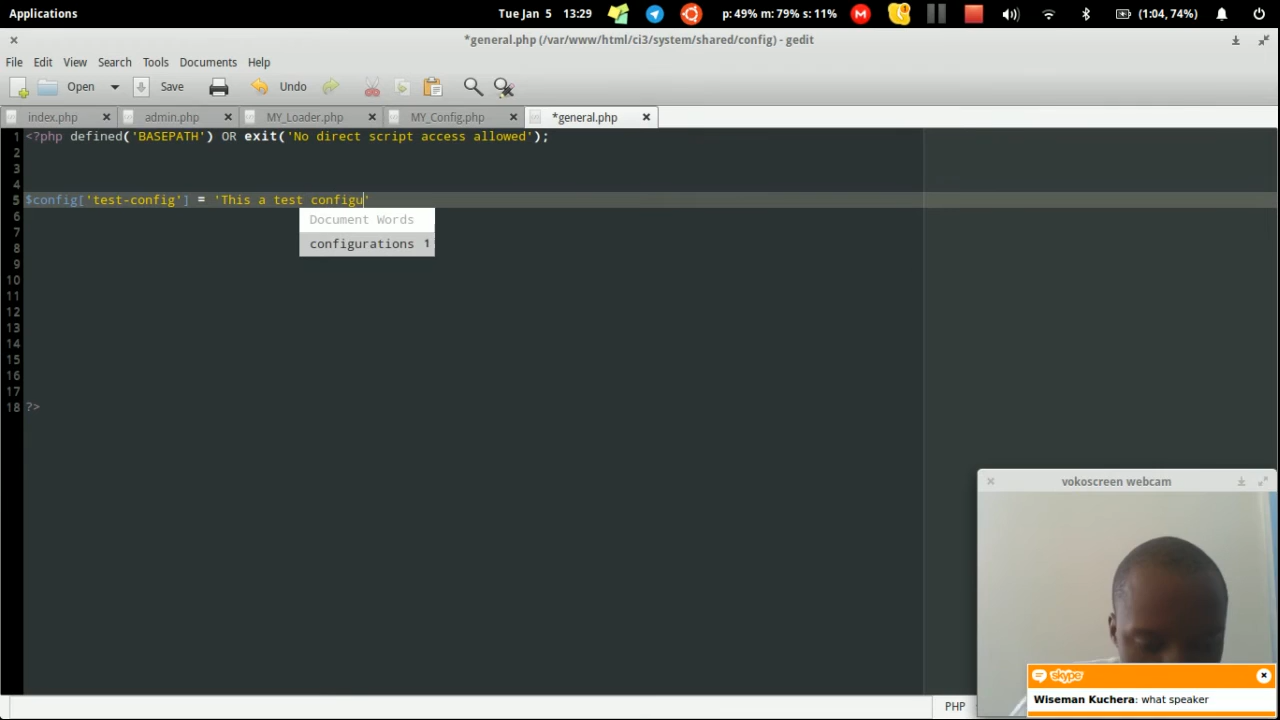 Applications
Tue Jan 5 13:29
p: 49% m: 79% s: 11%
(1:04, 74%)
*general.php (/var/www/html/ci3/system/shared/config) - gedit
File Edit View Search Tools Documents Help
Open Save Undo
index.php admin.php MY_Loader.php MY_Config.php *general.php
1 <?php defined('BASEPATH') OR exit('No direct script access allowed');
2
3
4
5 $config['test-config'] = 'This a test configu'
6 Document Words
7
8 configurations 1
9
10
11
12
13
14
15
16
17
18 ?>
vokoscreen webcam
skype
Wiseman Kuchera: what speaker
PHP